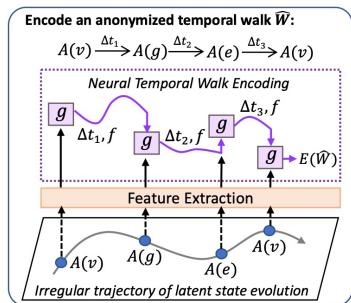 Encode an anonymized temporal walk Ŵ:
A(v) Δt₁→ A(g) Δt₂→ A(e) Δt₃→ A(v)
Neural Temporal Walk Encoding
g Δt₁, f g Δt₂, f g Δt₃, f g E(Ŵ)
Feature Extraction
A(v) A(g) A(e) A(v)
Irregular trajectory of latent state evolution